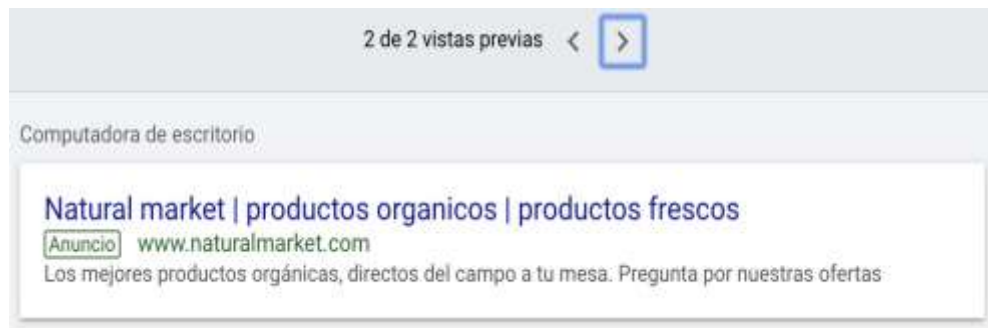 2 de 2 vistas previas
Computadora de escritorio
Natural market | productos organicos | productos frescos
Anuncio www.naturalmarket.com
Los mejores productos orgánicas, directos del campo a tu mesa. Pregunta por nuestras ofertas